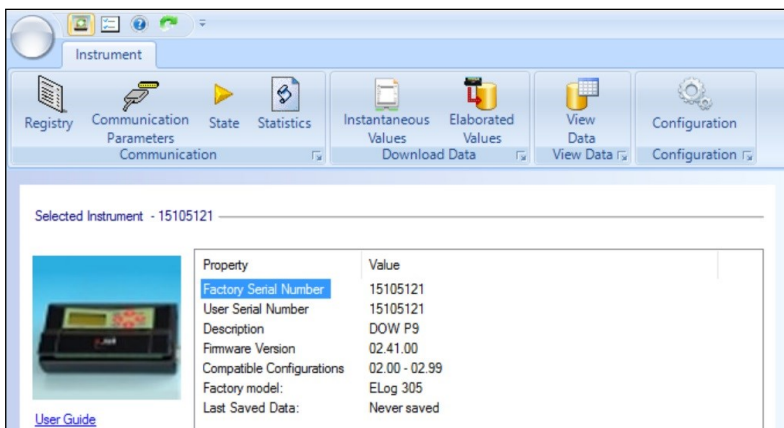 Instrument
Registry
Communication Parameters
State
Statistics
Communication
Instantaneous Values
Elaborated Values
Download Data
View Data
View Data
Configuration
Configuration
Selected Instrument - 15105121
Property Value
Factory Serial Number 15105121
User Serial Number 15105121
Description DOW P9
Firmware Version 02.41.00
Compatible Configurations 02.00 - 02.99
Factory model: ELog 305
Last Saved Data: Never saved
User Guide